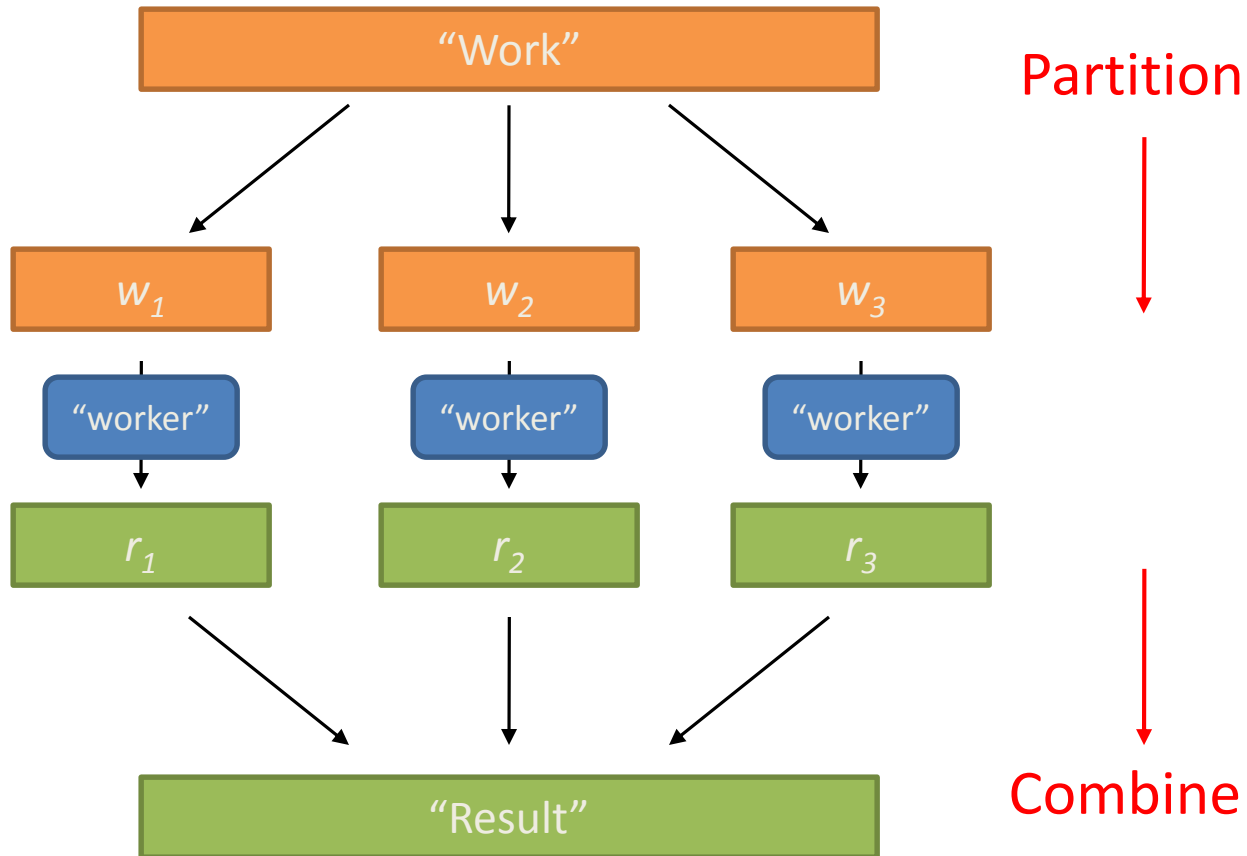 “Work”
Partition
w₁ w₂ w₃
“worker” “worker” “worker”
r₁ r₂ r₃
“Result”
Combine